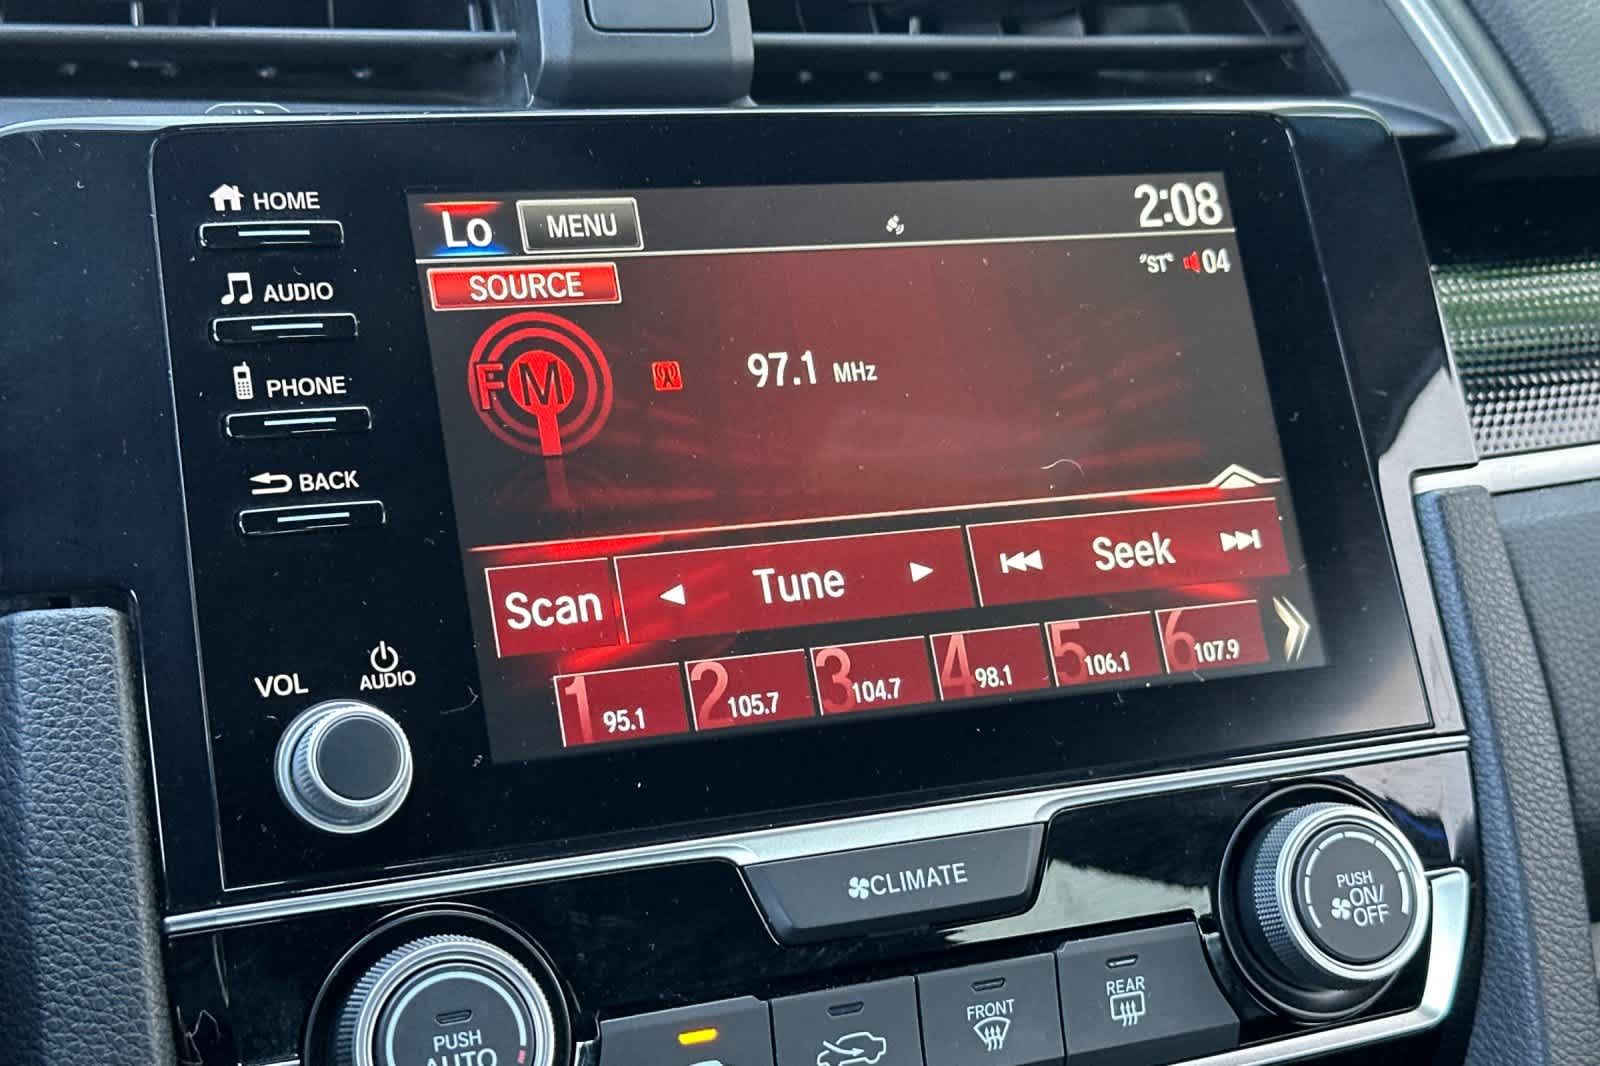 HOME
AUDIO
PHONE
BACK
VOL
AUDIO
Lo MENU 2:08
SOURCE "ST" 04
FM 97.1 MHz
Scan Tune Seek
1 95.1 2 105.7 3 104.7 4 98.1 5 106.1 6 107.9
CLIMATE
PUSH
ON/
OFF
PUSH
AUTO
FRONT
REAR